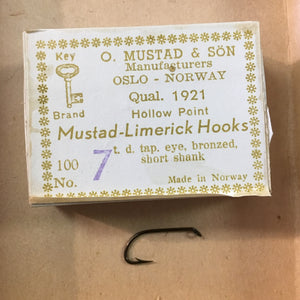 Key
Brand
O. MUSTAD & SÖN
Manufacturers
OSLO - NORWAY
Qual. 1921
Hollow Point
Mustad-Limerick Hooks
100
No. 7
t. d. tap. eye, bronzed,
short shank
Made in Norway